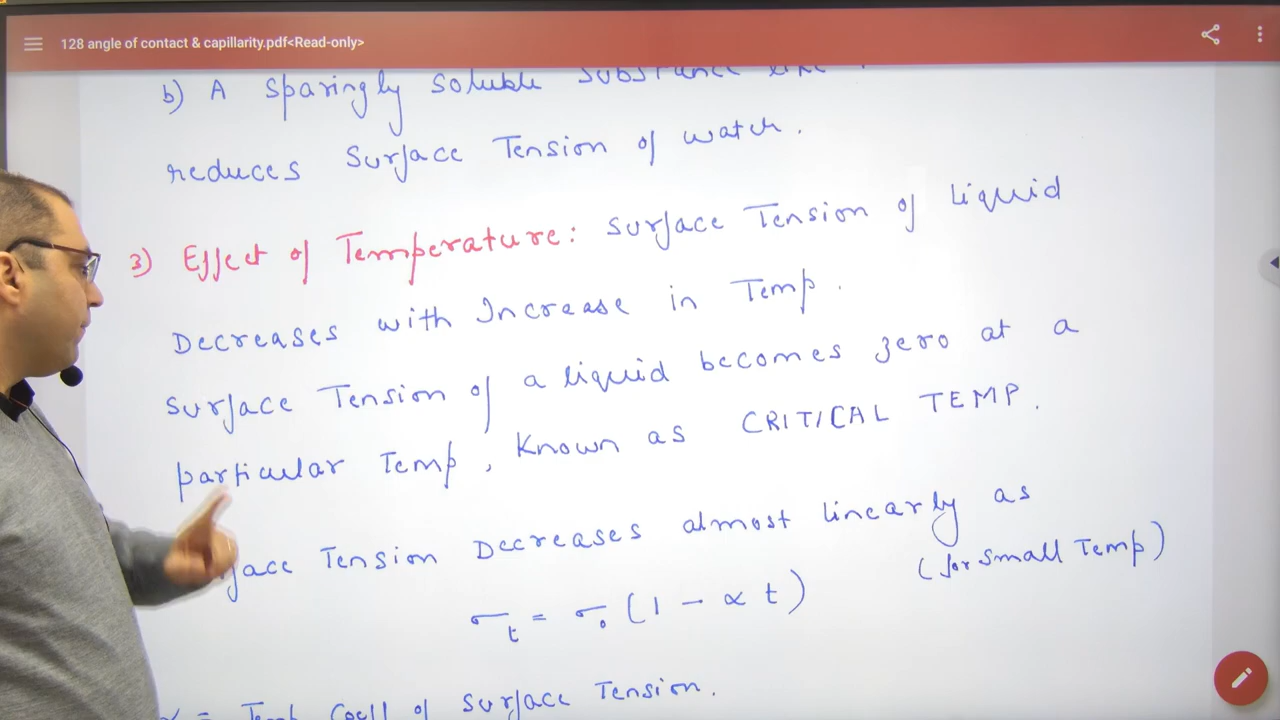 128 angle of contact & capillarity.pdf<Read-only>
b) A sparingly soluble substance like
reduces Surface Tension of water.
3) Effect of Temperature: Surface Tension of Liquid
Decreases with Increase in Temp.
Surface Tension of a liquid becomes zero at a
particular Temp, Known as CRITICAL TEMP.
face Tension Decreases almost linearly as
(for small Temp)
σt = σ0 (1 − α t)
α = Temp Coeff of Surface Tension.